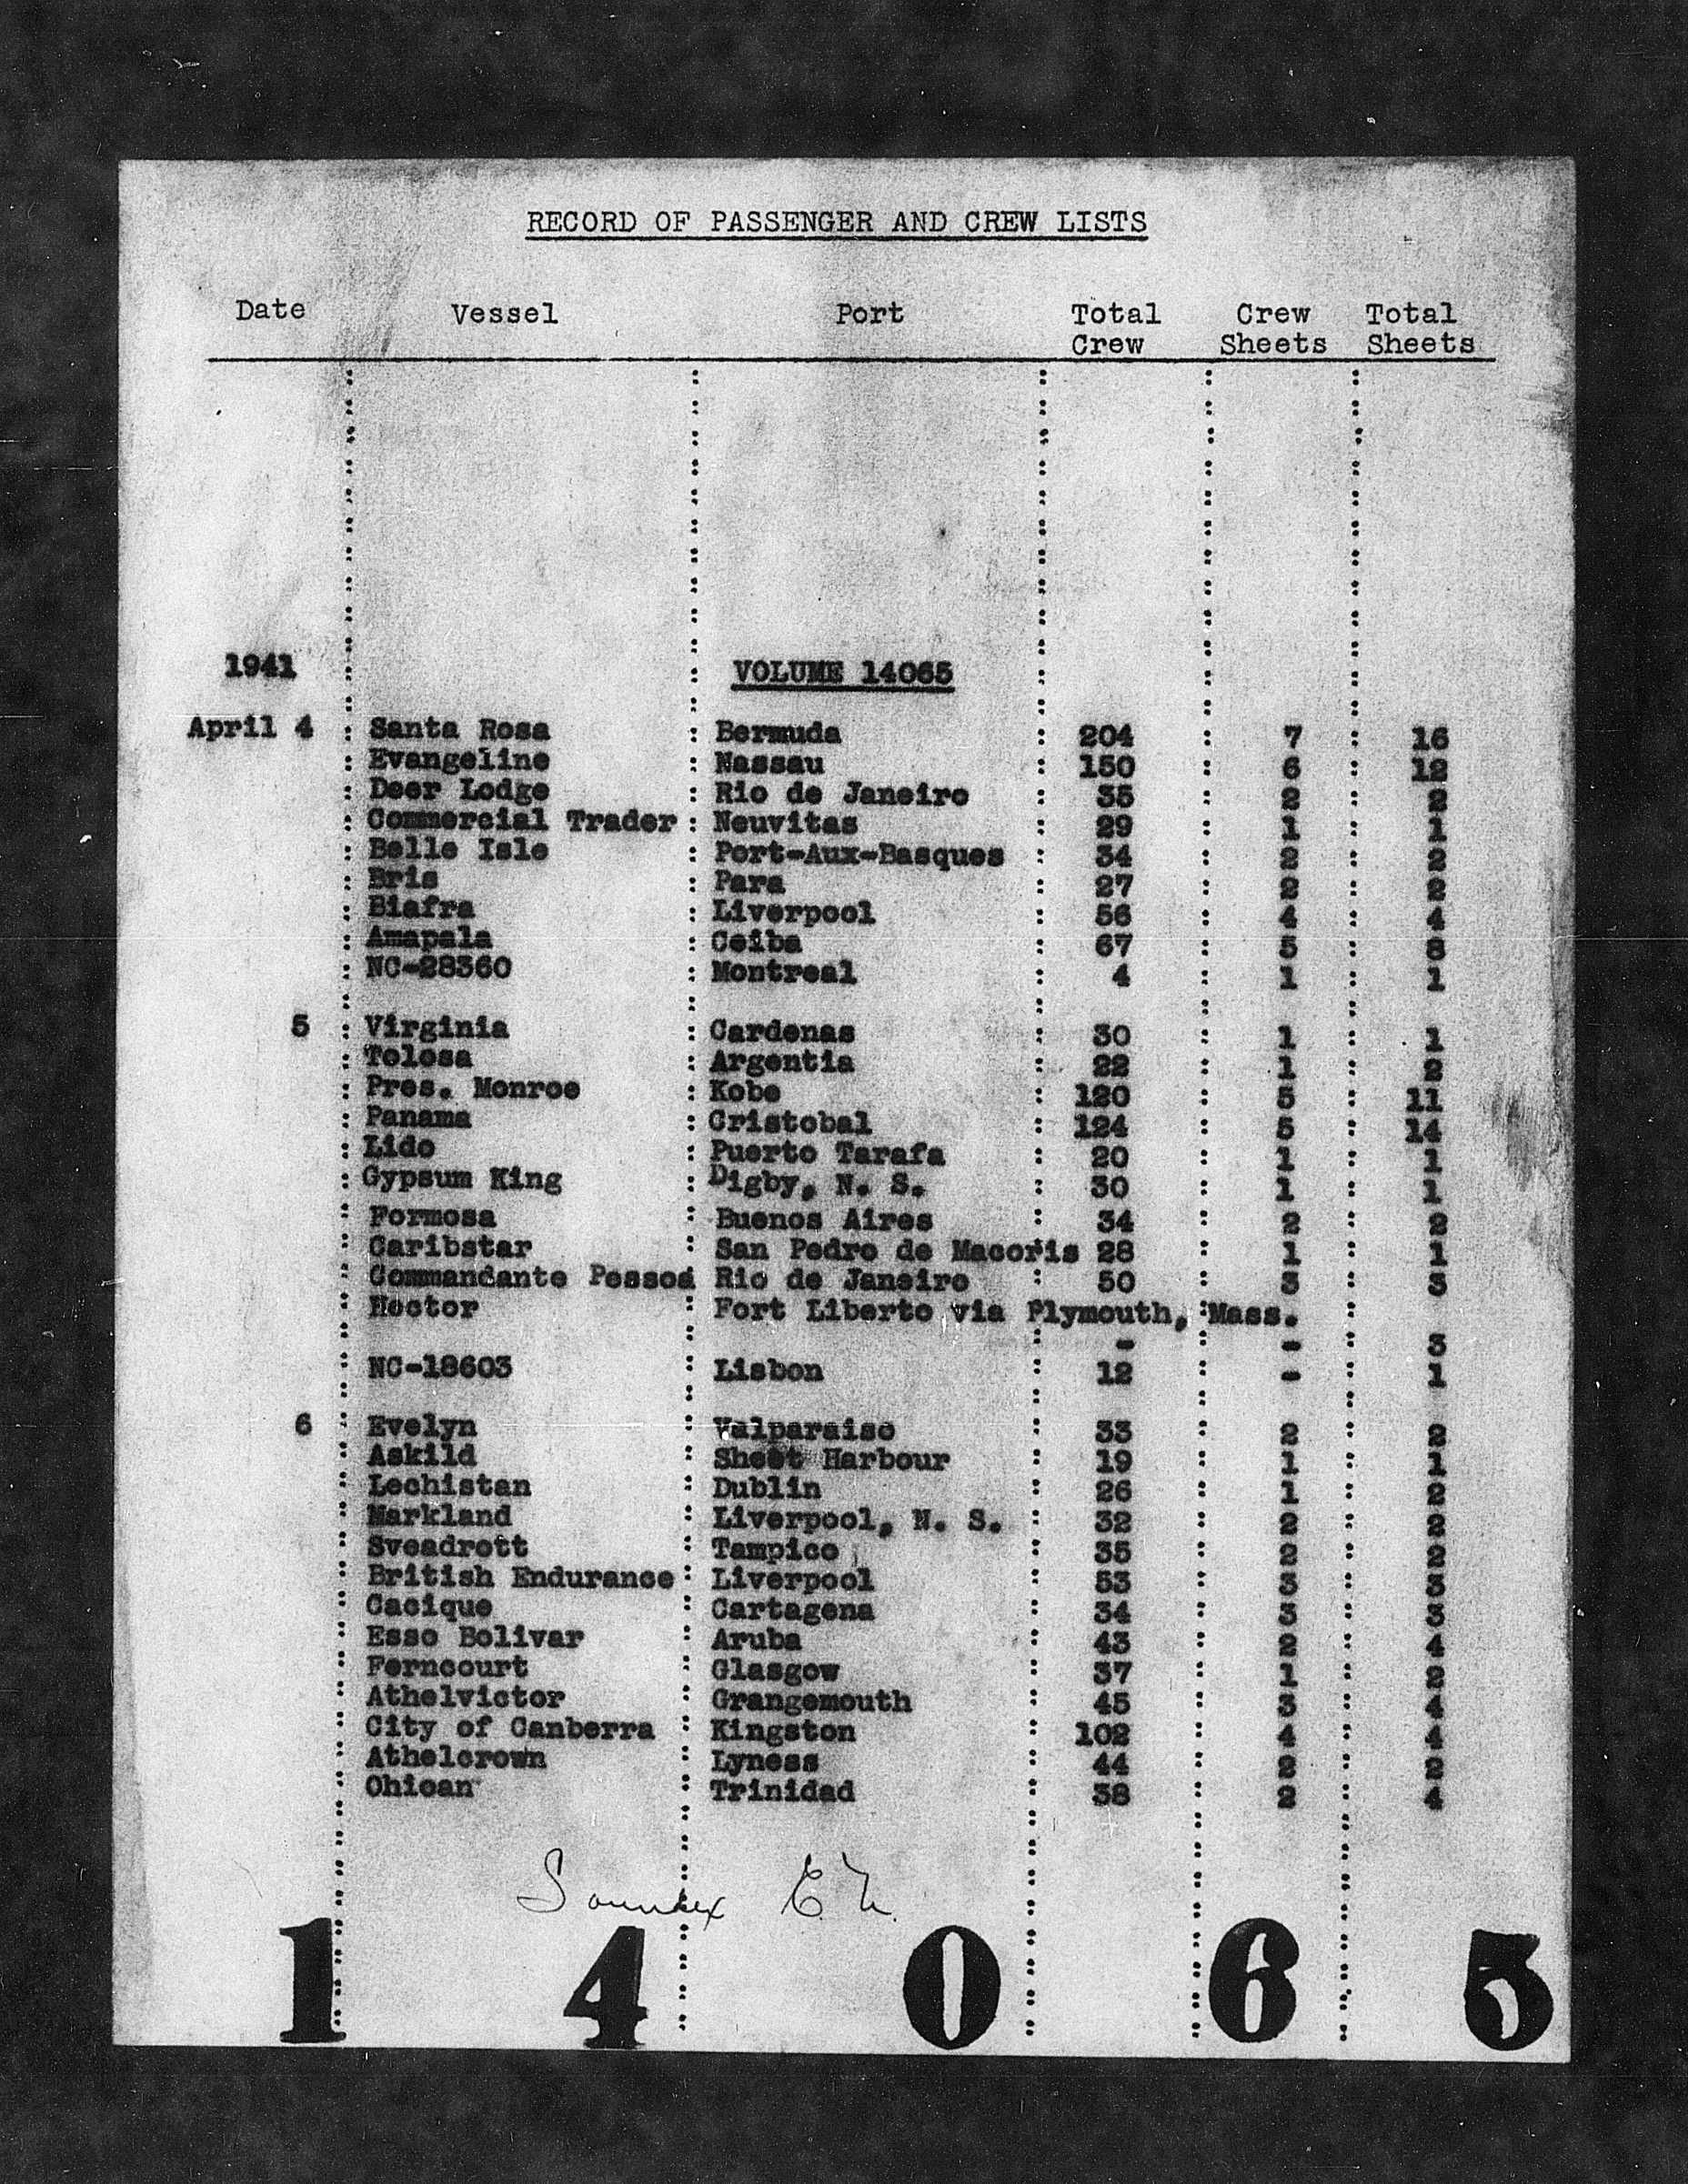 RECORD OF PASSENGER AND CREW LISTS
Date Vessel Port Total Crew Crew Sheets Total Sheets
1941 VOLUME 14065
April 4 : Santa Rosa : Bermuda : 204 : 7 : 16
: Evangeline : Nassau : 150 : 6 : 12
: Deer Lodge : Rio de Janeiro : 35 : 2 : 2
: Commercial Trader : Neuvitas : 29 : 1 : 1
: Belle Isle : Port-Aux-Basques : 34 : 2 : 2
: Bris : Para : 27 : 2 : 2
: Biafra : Liverpool : 56 : 4 : 4
: Amapala : Ceiba : 67 : 5 : 8
: NC-28360 : Montreal : 4 : 1 : 1
5 : Virginia : Cardenas : 30 : 1 : 1
: Tolosa : Argentia : 22 : 1 : 2
: Pres. Monroe : Kobe : 120 : 5 : 11
: Panama : Cristobal : 124 : 5 : 14
: Lido : Puerto Tarafa : 20 : 1 : 1
: Gypsum King : Digby, N. S. : 30 : 1 : 1
: Formosa : Buenos Aires : 34 : 2 : 2
: Caribstar : San Pedro de Macoris 28 : 1 : 1
: Commandante Pessoa Rio de Janeiro : 50 : 3 : 3
: Hector : Fort Liberto via Plymouth, Mass.
: : : - : - : 3
: NC-18603 : Lisbon : 12 : - : 1
6 : Evelyn : Valparaiso : 33 : 2 : 2
: Askild : Sheet Harbour : 19 : 1 : 1
: Lechistan : Dublin : 26 : 1 : 2
: Markland : Liverpool, N. S. : 32 : 2 : 2
: Sveadrott : Tampico : 35 : 2 : 2
: British Endurance : Liverpool : 53 : 3 : 3
: Cacique : Cartagena : 34 : 3 : 3
: Esso Bolivar : Aruba : 43 : 2 : 4
: Ferncourt : Glasgow : 37 : 1 : 2
: Athelvictor : Grangemouth : 45 : 3 : 4
: City of Canberra : Kingston : 102 : 4 : 4
: Athelcrown : Lyness : 44 : 2 : 2
: Ohioan : Trinidad : 38 : 2 : 4
Soundex
1 4 0 6 5